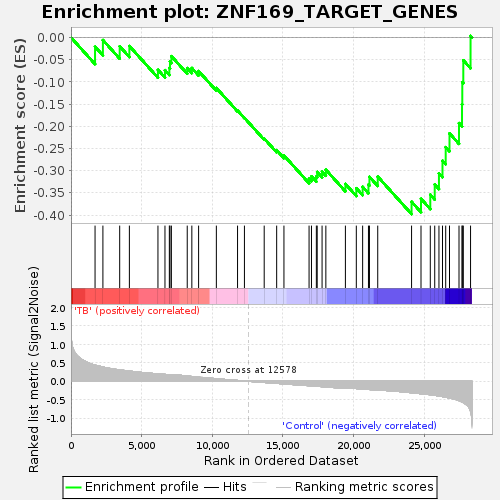 Enrichment plot: ZNF169_TARGET_GENES
Enrichment score (ES)
0.00
-0.05
-0.10
-0.15
-0.20
-0.25
-0.30
-0.35
-0.40
'TB' (positively correlated)
Ranked list metric (Signal2Noise)
2.0
1.5
1.0
0.5
0.0
-0.5
-1.0
Zero cross at 12578
'Control' (negatively correlated)
0
5,000
10,000
15,000
20,000
25,000
Rank in Ordered Dataset
Enrichment profile
Hits
Ranking metric scores